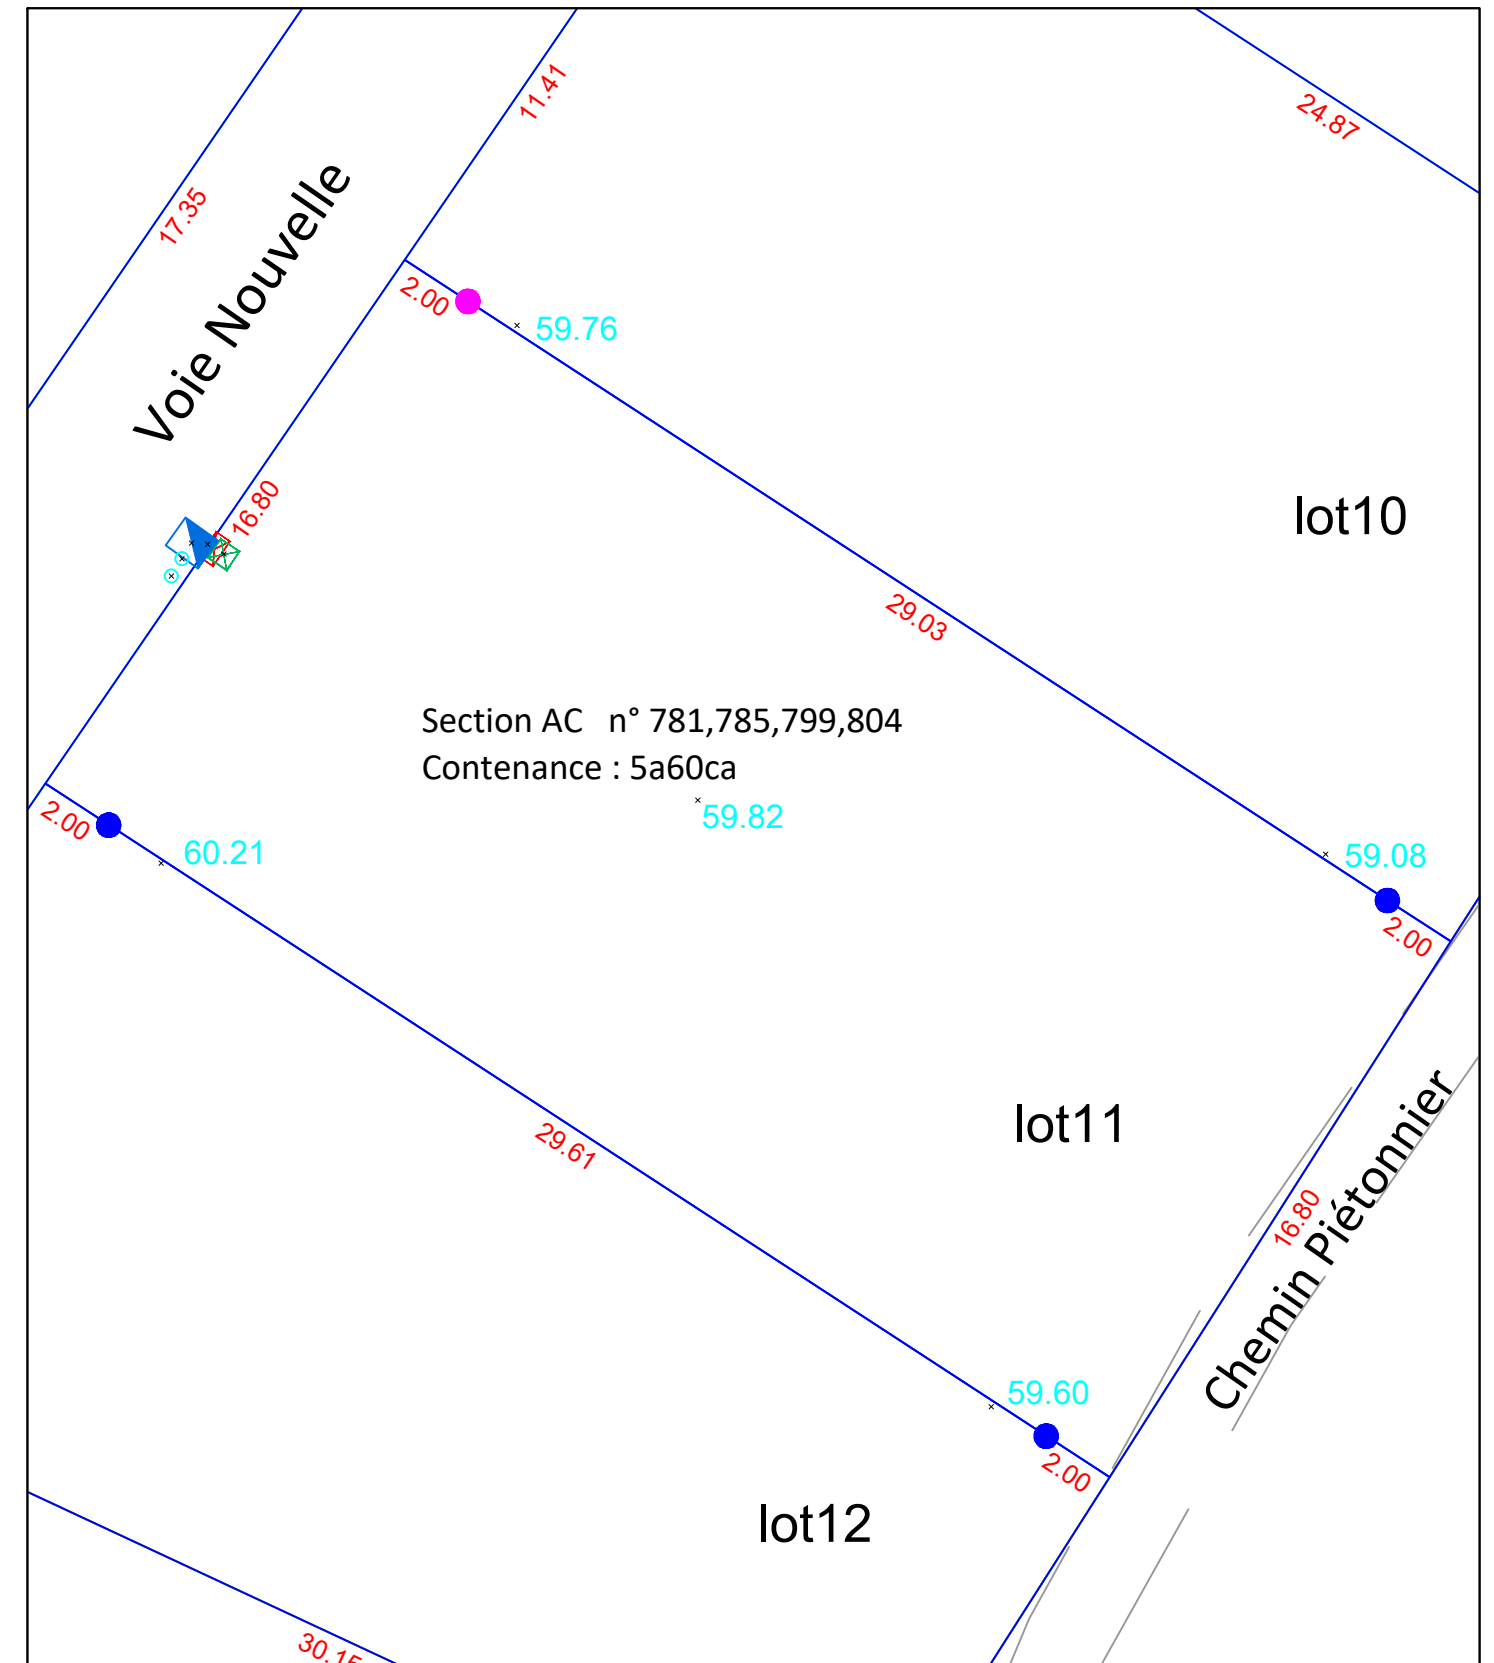 11.41
24.87
17.35
Voie Nouvelle
2.00
59.76
16.80
lot10
29.03
Section AC n° 781,785,799,804
Contenance : 5a60ca
59.82
2.00
60.21
59.08
2.00
lot11
29.61
16.80
Chemin Piétonnier
59.60
2.00
lot12
30.15